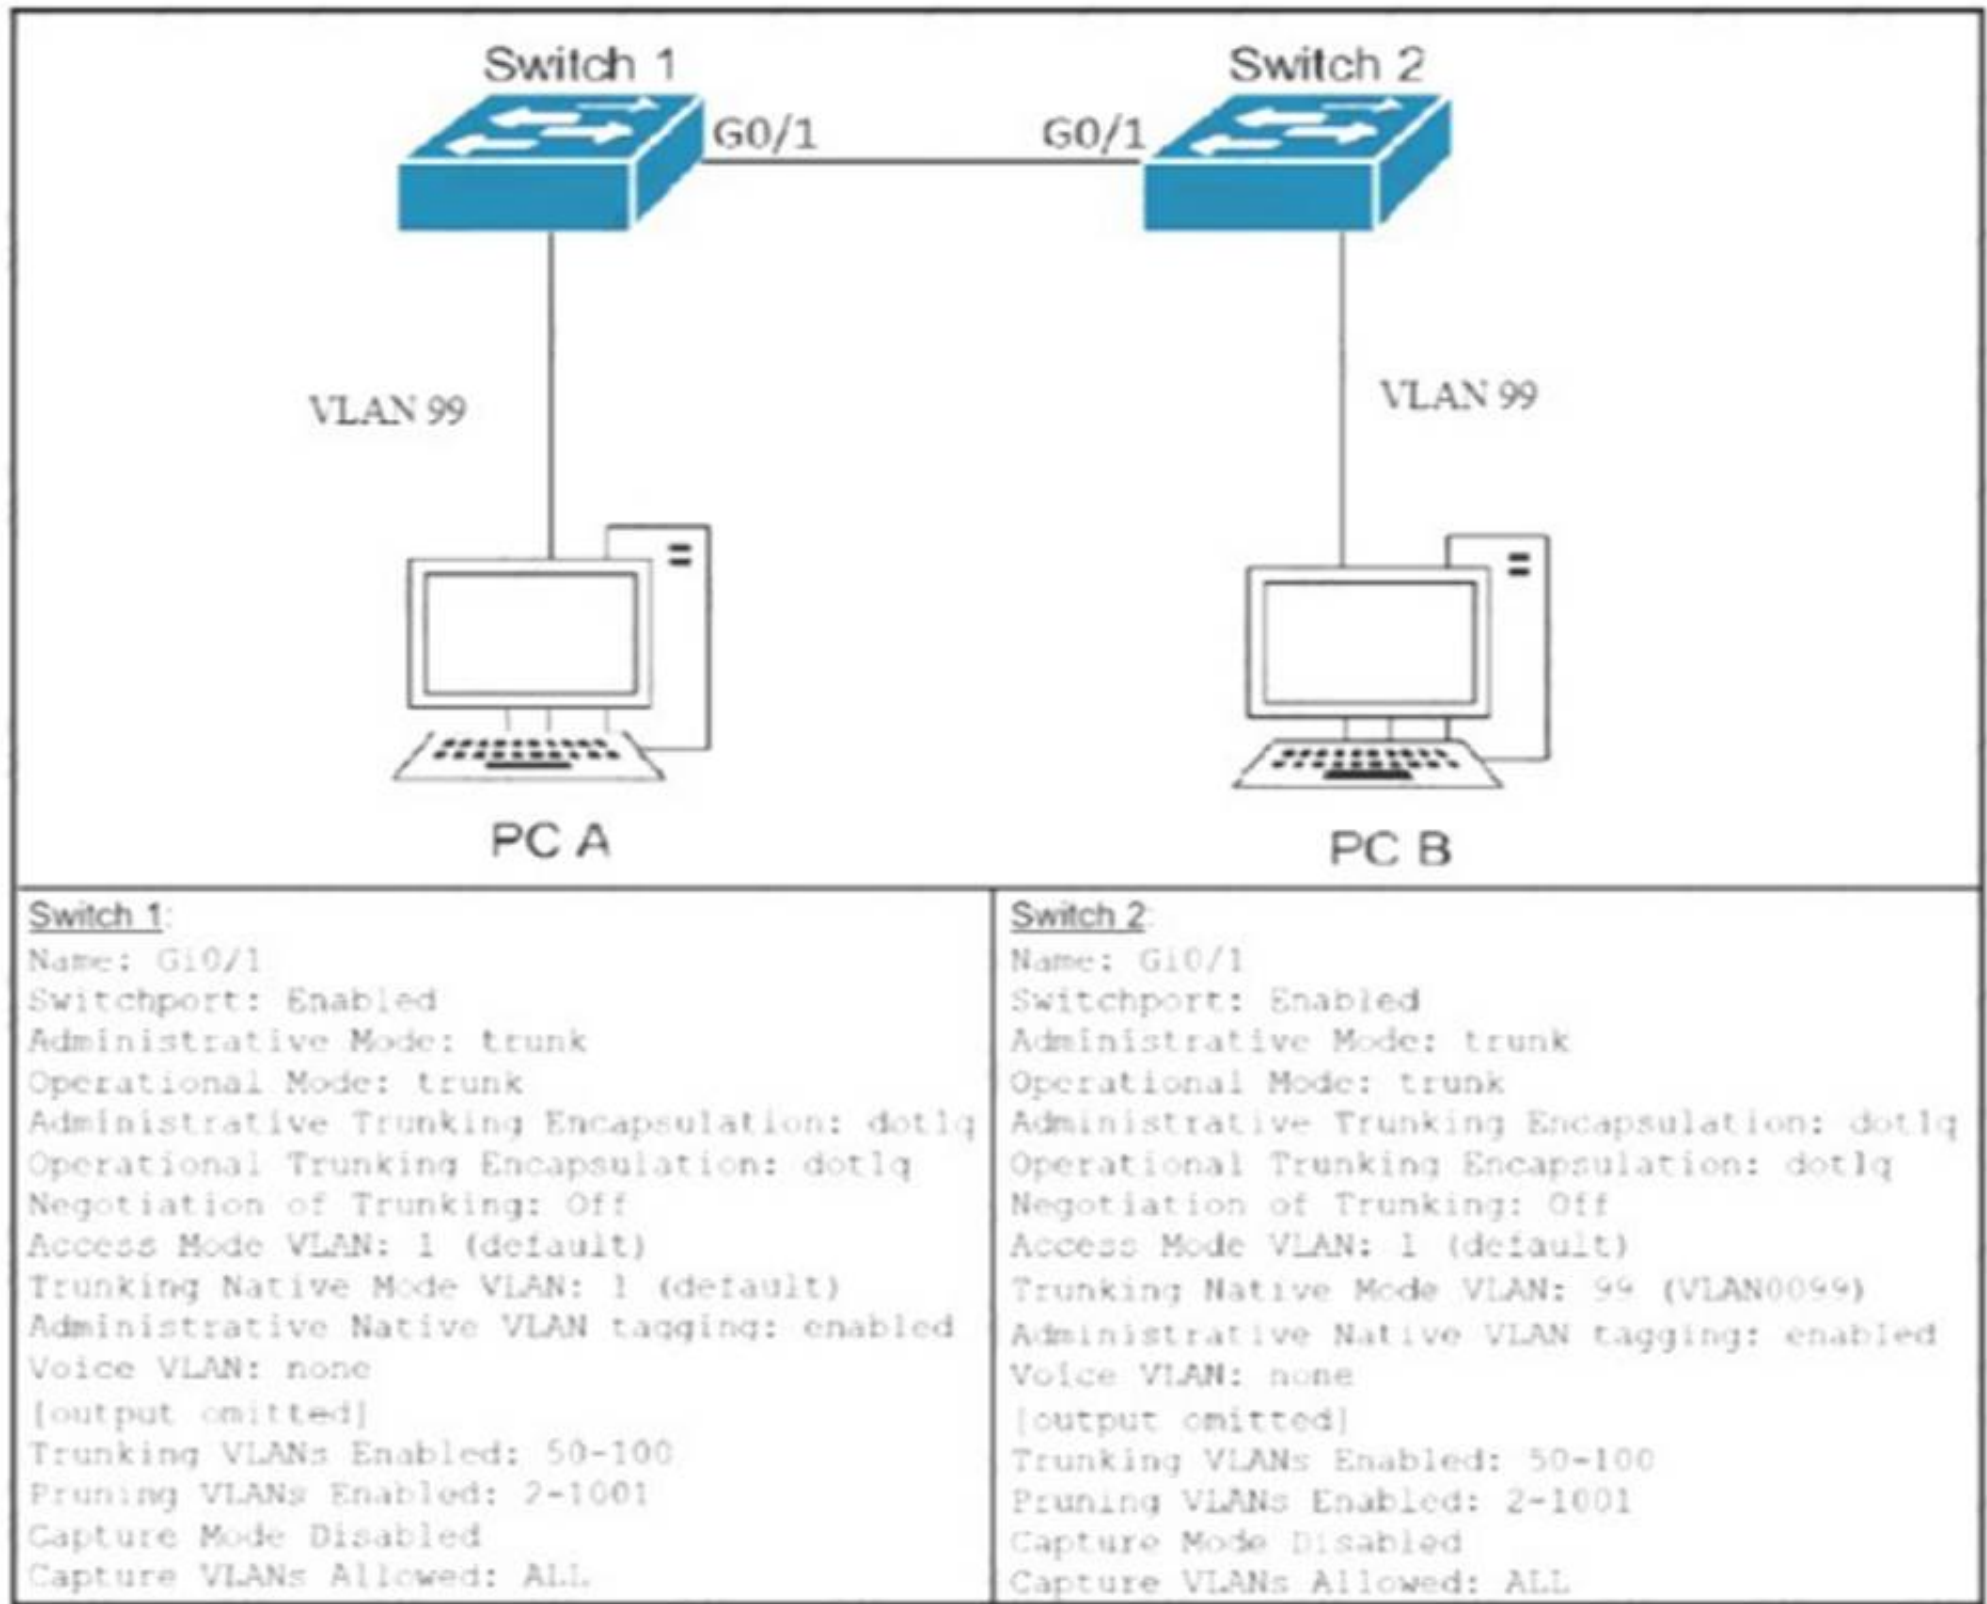 Switch 1
Switch 2
G0/1
G0/1
VLAN 99
VLAN 99
PC A
PC B
Switch 1:
Name: Gi0/1
Switchport: Enabled
Administrative Mode: trunk
Operational Mode: trunk
Administrative Trunking Encapsulation: dot1q
Operational Trunking Encapsulation: dot1q
Negotiation of Trunking: Off
Access Mode VLAN: 1 (default)
Trunking Native Mode VLAN: 1 (default)
Administrative Native VLAN tagging: enabled
Voice VLAN: none
[output omitted]
Trunking VLANs Enabled: 50-100
Pruning VLANs Enabled: 2-1001
Capture Mode Disabled
Capture VLANs Allowed: ALL
Switch 2:
Name: Gi0/1
Switchport: Enabled
Administrative Mode: trunk
Operational Mode: trunk
Administrative Trunking Encapsulation: dot1q
Operational Trunking Encapsulation: dot1q
Negotiation of Trunking: Off
Access Mode VLAN: 1 (default)
Trunking Native Mode VLAN: 99 (VLAN0099)
Administrative Native VLAN tagging: enabled
Voice VLAN: none
[output omitted]
Trunking VLANs Enabled: 50-100
Pruning VLANs Enabled: 2-1001
Capture Mode Disabled
Capture VLANs Allowed: ALL